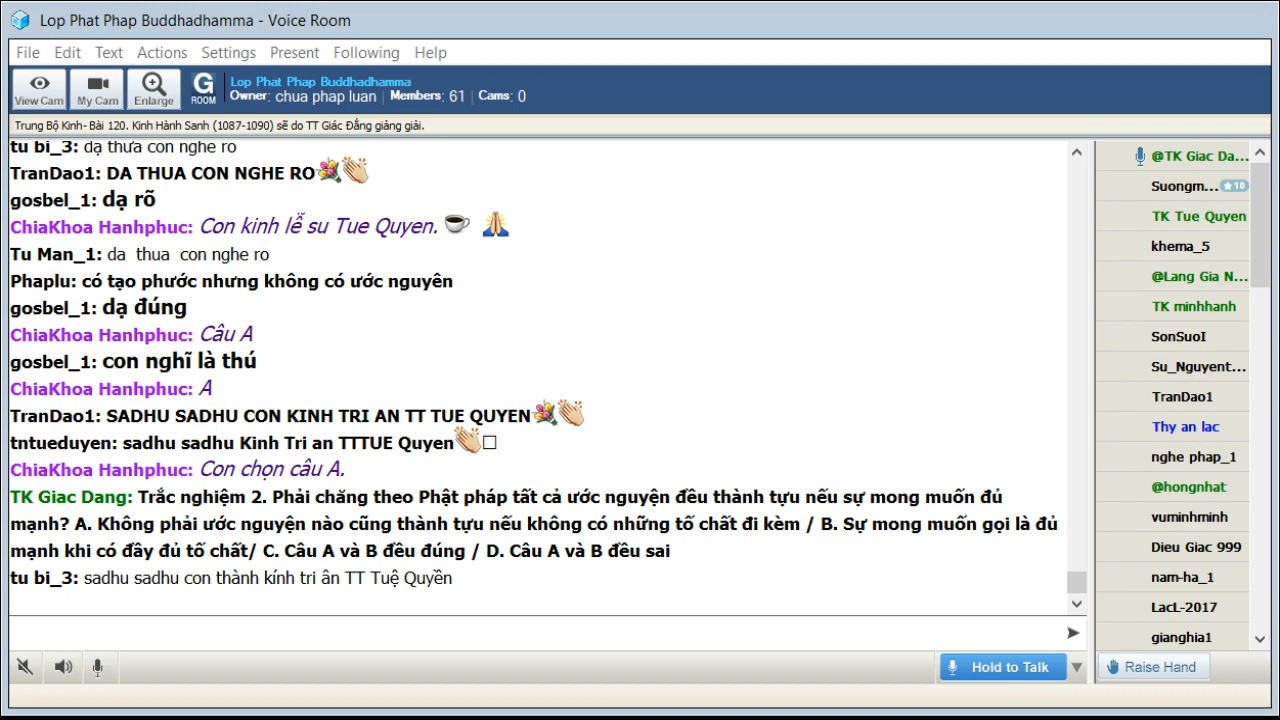 Lop Phat Phap Buddhadhamma - Voice Room
File Edit Text Actions Settings Present Following Help
View Cam My Cam Enlarge G ROOM
Lop Phat Phap Buddhadhamma
Owner: chua phap luan | Members: 61 | Cams: 0
Trung Bộ Kinh- Bài 120. Kinh Hành Sanh (1087-1090) sẽ do TT Giác Đẳng giảng giải.
tu bi_3: dạ thưa con nghe ro
TranDao1: DA THUA CON NGHE RO
gosbel_1: dạ rõ
ChiaKhoa Hanhphuc: Con kinh lễ su Tue Quyen.
Tu Man_1: da thua con nghe ro
Phaplu: có tạo phước nhưng không có ước nguyên
gosbel_1: dạ đúng
ChiaKhoa Hanhphuc: Câu A
gosbel_1: con nghĩ là thú
ChiaKhoa Hanhphuc: A
TranDao1: SADHU SADHU CON KINH TRI AN TT TUE QUYEN
tntueduyen: sadhu sadhu Kinh Tri an TTTUE Quyen
ChiaKhoa Hanhphuc: Con chọn câu A.
TK Giac Dang: Trắc nghiệm 2. Phải chăng theo Phật pháp tất cả ước nguyện đều thành tựu nếu sự mong muốn đủ
mạnh? A. Không phải ước nguyện nào cũng thành tựu nếu không có những tố chất đi kèm / B. Sự mong muốn gọi là đủ
mạnh khi có đầy đủ tố chất/ C. Câu A và B đều đúng / D. Câu A và B đều sai
tu bi_3: sadhu sadhu con thành kính tri ân TT Tuệ Quyền
@TK Giac Da...
Suongm... 10
TK Tue Quyen
khema_5
@Lang Gia N...
TK minhhanh
SonSuoI
Su_Nguyent...
TranDao1
Thy an lac
nghe phap_1
@hongnhat
vuminhminh
Dieu Giac 999
nam-ha_1
LacL-2017
gianghia1
Hold to Talk
Raise Hand